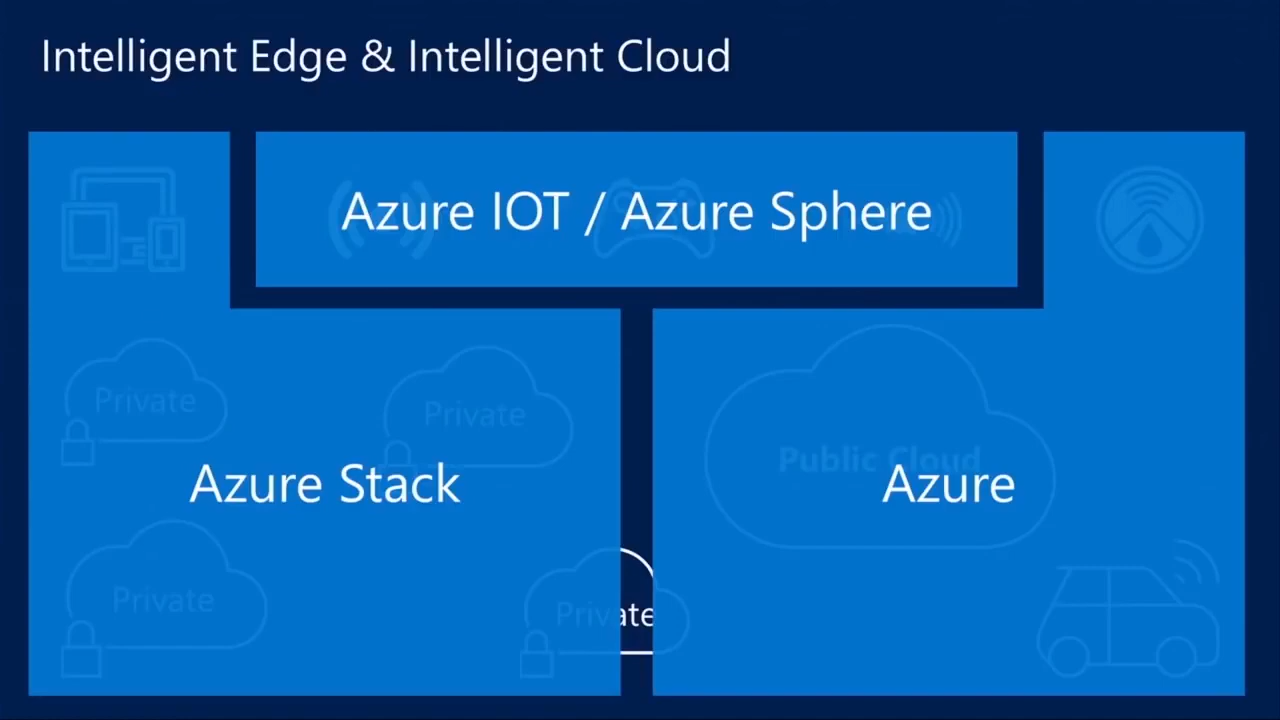 Intelligent Edge & Intelligent Cloud
Azure IOT / Azure Sphere
Private
Private
Public Cloud
Azure Stack
Azure
Private
Private